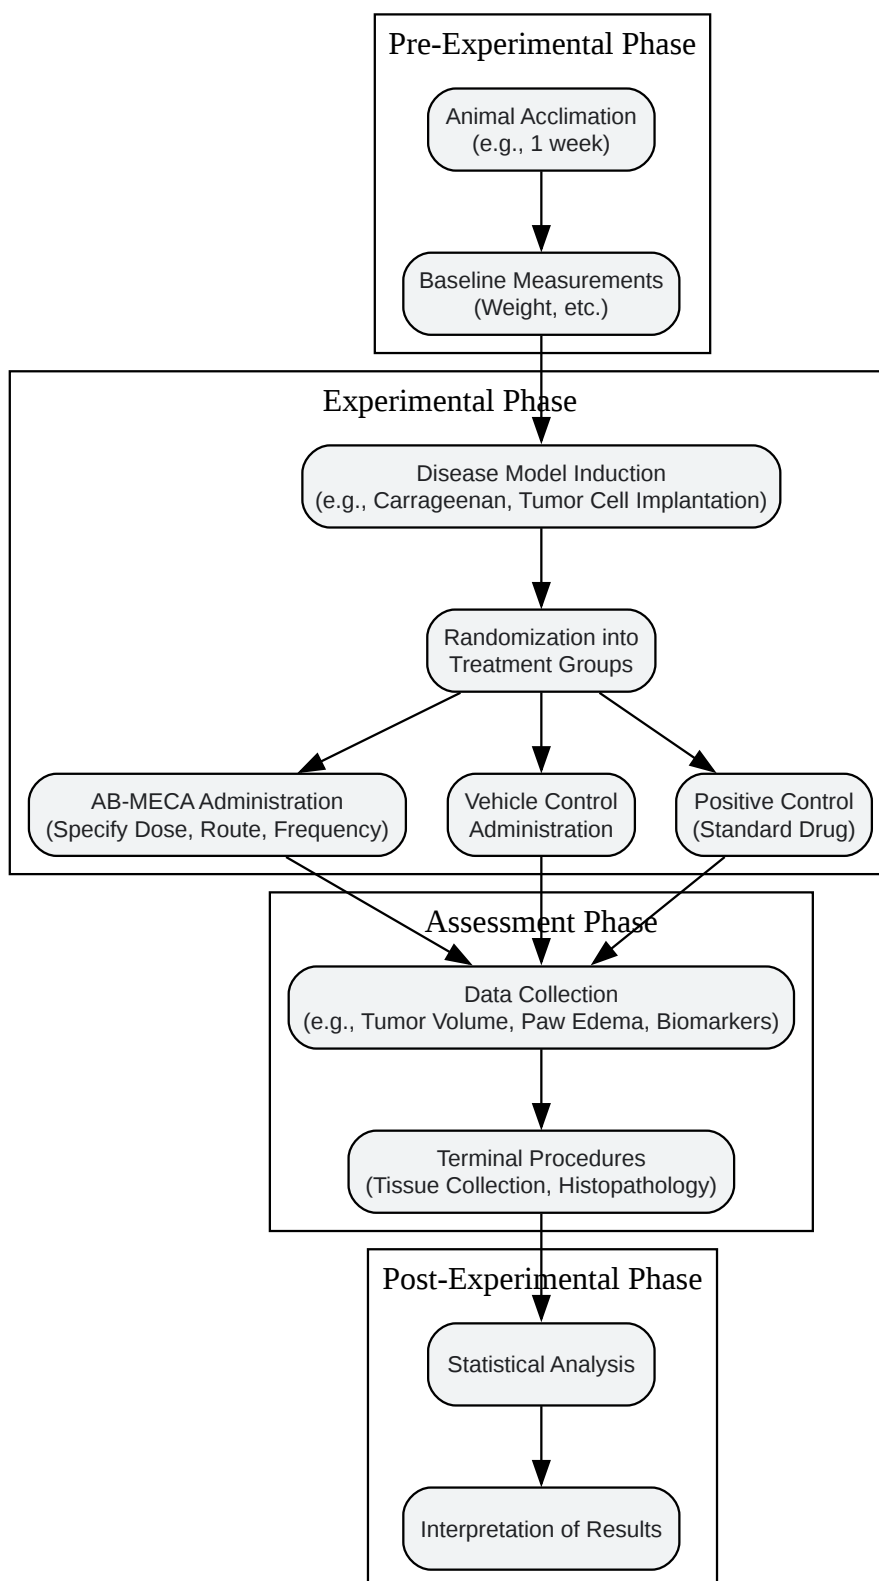 Pre-Experimental Phase
Animal Acclimation
(e.g., 1 week)
Baseline Measurements
(Weight, etc.)
Experimental Phase
Disease Model Induction
(e.g., Carrageenan, Tumor Cell Implantation)
Randomization into
Treatment Groups
AB-MECA Administration
(Specify Dose, Route, Frequency)
Vehicle Control
Administration
Positive Control
(Standard Drug)
Assessment Phase
Data Collection
(e.g., Tumor Volume, Paw Edema, Biomarkers)
Terminal Procedures
(Tissue Collection, Histopathology)
Post-Experimental Phase
Statistical Analysis
Interpretation of Results